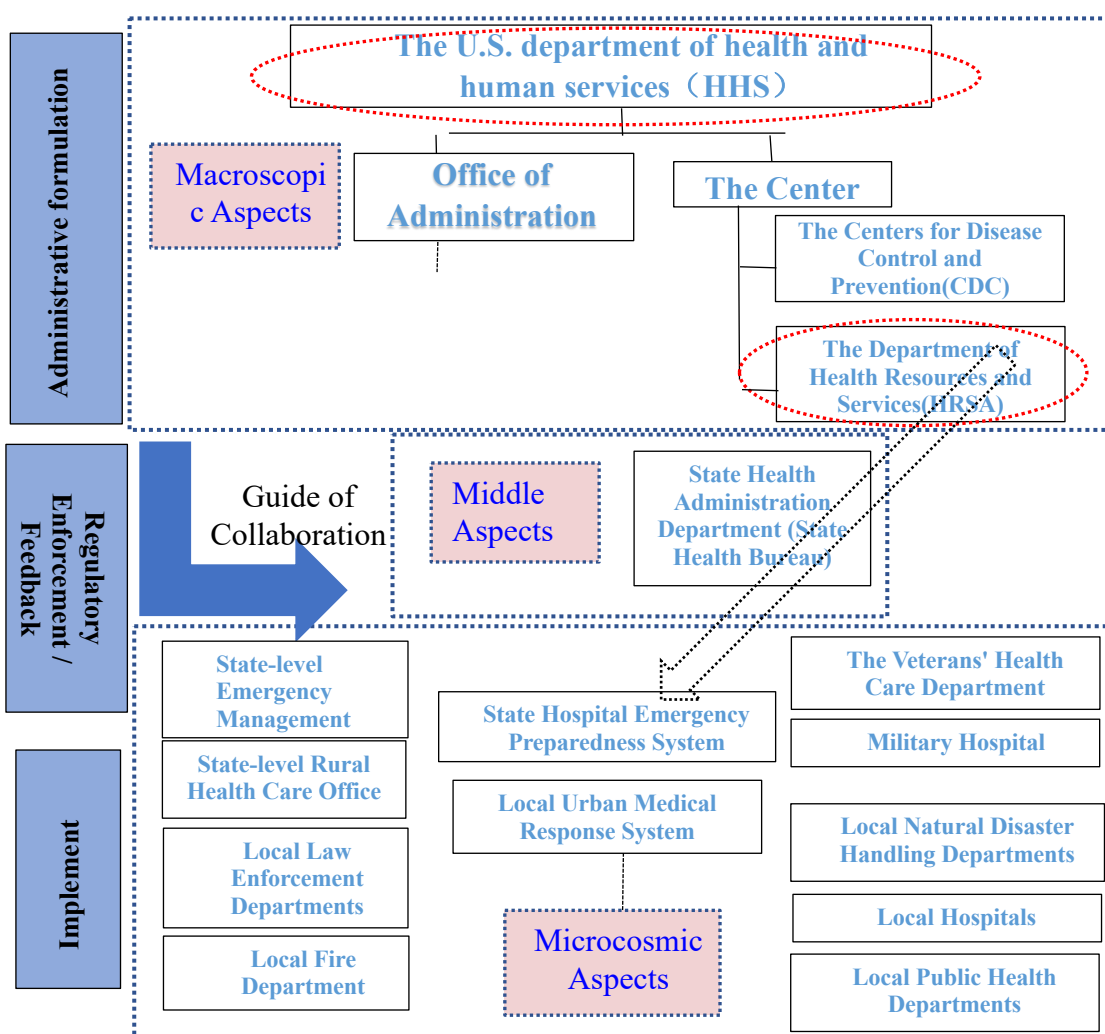 Administrative formulation
The U.S. department of health and
human services（HHS）
Macroscopi
c Aspects
Office of
Administration
The Center
The Centers for Disease
Control and
Prevention(CDC)
The Department of
Health Resources and
Services(HRSA)
Regulatory
Enforcement /
Feedback
Guide of
Collaboration
Middle
Aspects
State Health
Administration
Department (State
Health Bureau)
Implement
State-level
Emergency
Management
State-level Rural
Health Care Office
Local Law
Enforcement
Departments
Local Fire
Department
State Hospital Emergency
Preparedness System
Local Urban Medical
Response System
Microcosmic
Aspects
The Veterans' Health
Care Department
Military Hospital
Local Natural Disaster
Handling Departments
Local Hospitals
Local Public Health
Departments